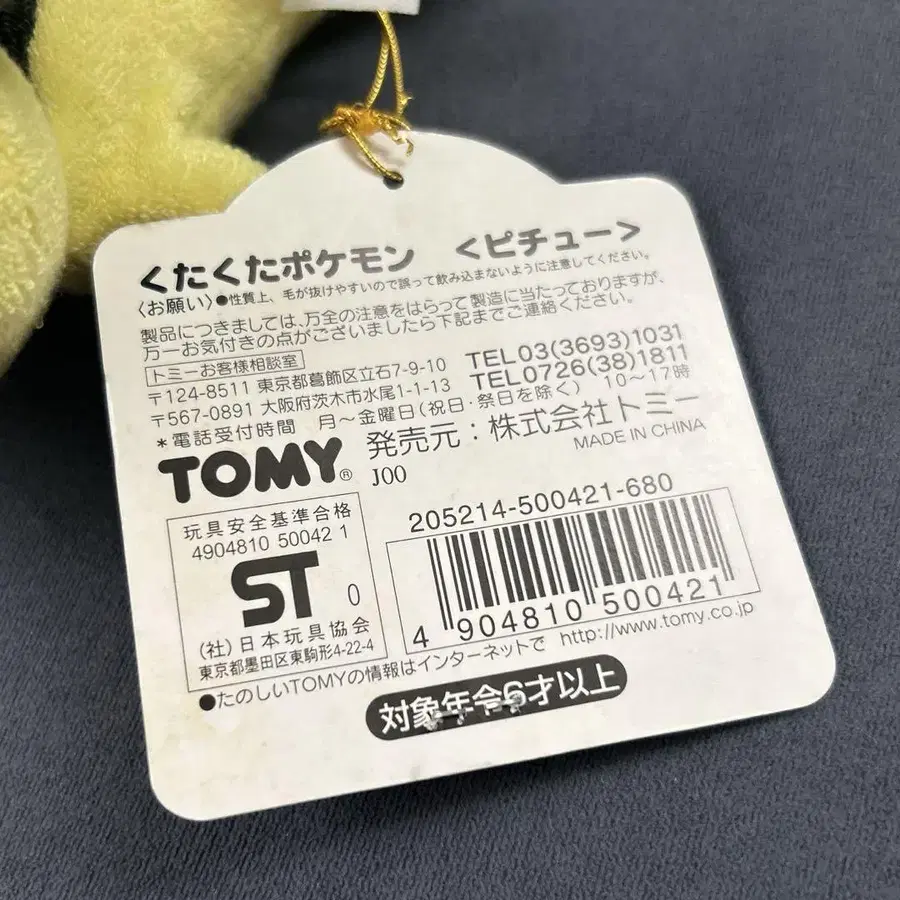 くたくたポケモン <ピチュー>
〈お願い〉●性質上、毛が抜けやすいので誤って飲み込まないように注意してください。
製品につきましては、万全の注意をはらって製造に当たっておりますが、
万一お気付きの点がございましたら下記までご連絡ください。
トミーお客様相談室
〒124-8511 東京都葛飾区立石7-9-10 TEL03(3693)1031
〒567-0891 大阪府茨木市水尾1-1-13 TEL0726(38)1811
*電話受付時間 月～金曜日(祝日・祭日を除く) 10～17時
TOMY® 発売元:株式会社トミー
J00 MADE IN CHINA
玩具安全基準合格
4904810 50042 1
ST 0
(社)日本玩具協会
東京都墨田区東駒形4-22-4
205214-500421-680
4 904810 500421
●たのしいTOMYの情報はインターネットで http://www.tomy.co.jp
対象年令6才以上